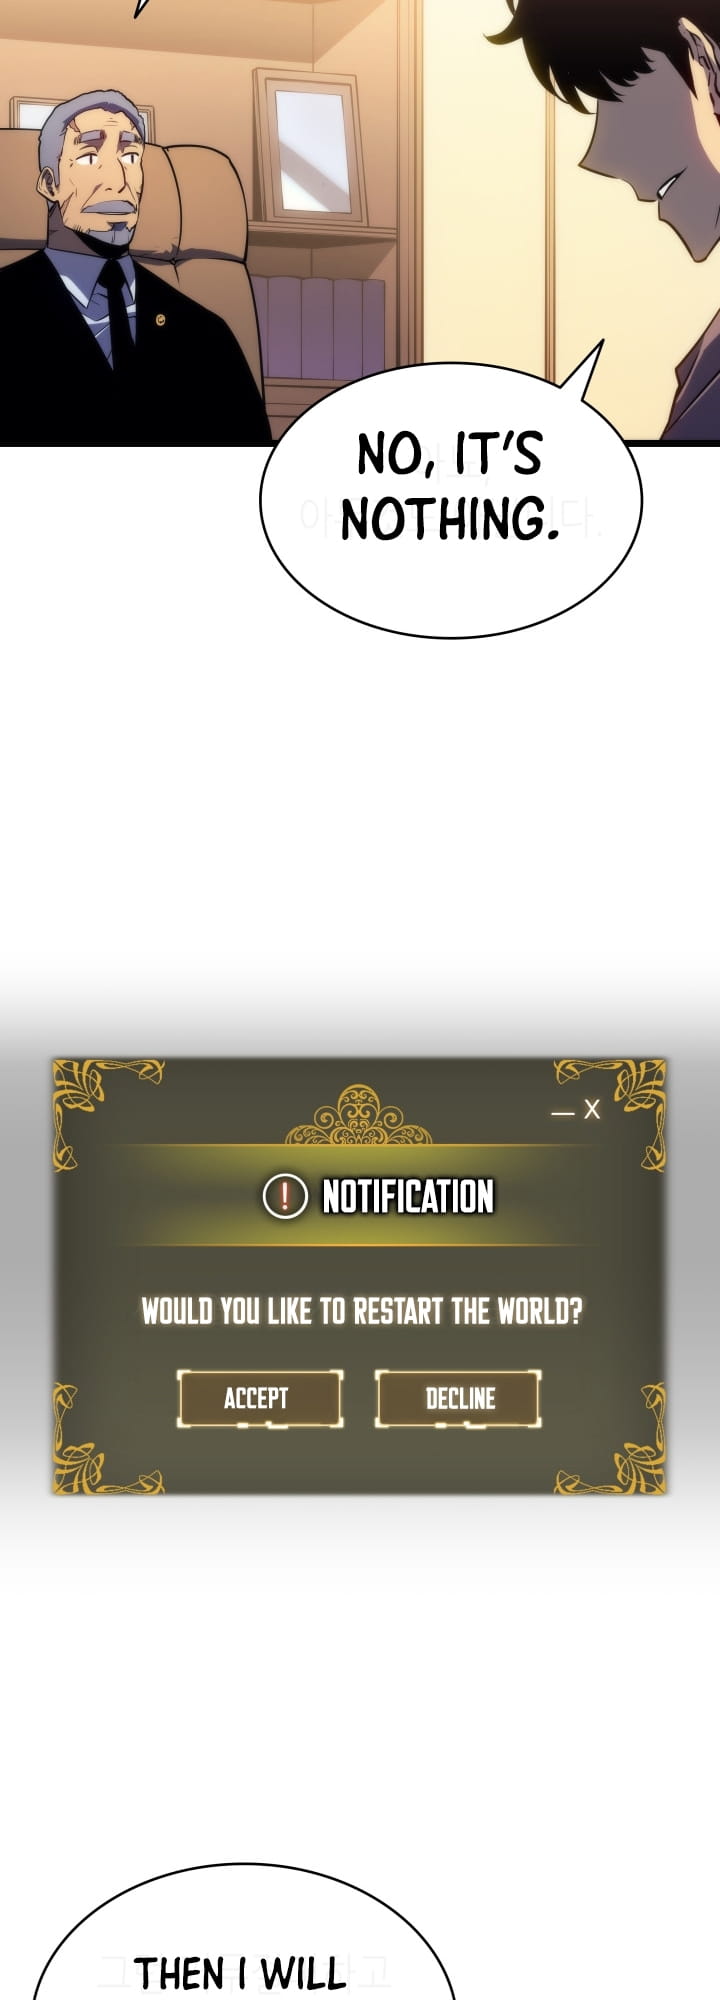 NO, IT'S
NOTHING.
— X
! NOTIFICATION
WOULD YOU LIKE TO RESTART THE WORLD?
ACCEPT
DECLINE
THEN I WILL